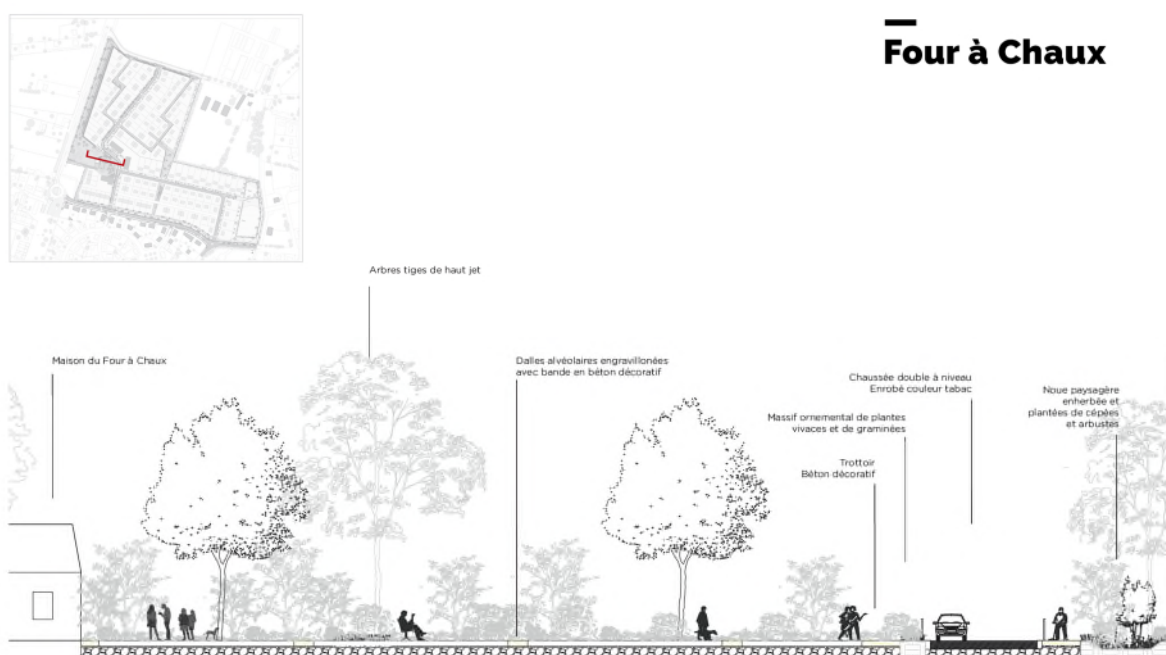 Four à Chaux
Arbres tiges de haut jet
Maison du Four à Chaux
Dalles alvéolaires engravillonées
avec bande en béton décoratif
Chaussée double à niveau
Enrobé couleur tabac
Massif ornemental de plantes
vivaces et de graminées
Trottoir
Béton décoratif
Noue paysagère
enherbée et
plantées de cépées
et arbustes